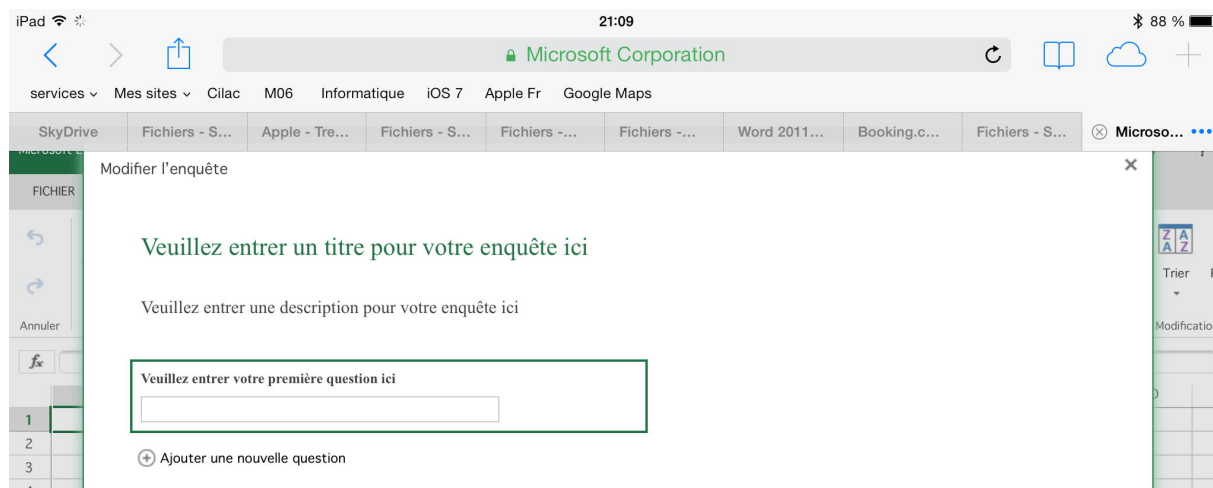 iPad 21:09 88 %
Microsoft Corporation
services Mes sites Cilac M06 Informatique iOS 7 Apple Fr Google Maps
SkyDrive Fichiers - S... Apple - Tre... Fichiers - S... Fichiers -... Fichiers -... Word 2011... Booking.c... Fichiers - S... Microso...
Modifier l'enquête
FICHIER
Veuillez entrer un titre pour votre enquête ici
Trier
Veuillez entrer une description pour votre enquête ici
Annuler
Modificatio
fx
Veuillez entrer votre première question ici
1
2
Ajouter une nouvelle question
3